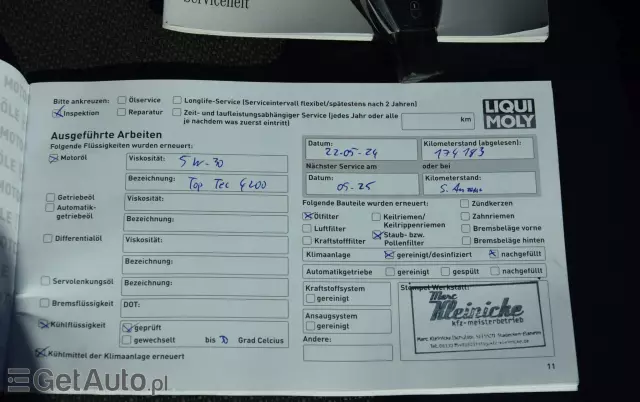 Serviceheft
Bitte ankreuzen: Ölservice Longlife-Service (Serviceintervall flexibel/spätestens nach 2 Jahren)
Inspektion Reparatur Zeit- und laufleistungsabhängiger Service (jedes Jahr oder alle km
je nachdem was zuerst eintritt)
LIQUI
MOLY
Ausgeführte Arbeiten
Folgende Flüssigkeiten wurden erneuert:
Motoröl Viskosität: 5W-30
Bezeichnung: Top Tec 4200
Getriebeöl Viskosität:
Automatik-
getriebeöl Bezeichnung:
Differentialöl Viskosität:
Bezeichnung:
Servolenkungsöl Bezeichnung:
Bremsflüssigkeit DOT:
Kühlflüssigkeit geprüft
gewechselt bis Grad Celcius
Kühlmittel der Klimaanlage erneuert
Datum: 22-05-24 Kilometerstand (abgelesen): 174183
Nächster Service am oder bei
Datum: 05-25 Kilometerstand:
Folgende Bauteile wurden erneuert:
Ölfilter Keilriemen/ Zündkerzen
Keilrippenriemen Zahnriemen
Luftfilter Staub- bzw. Bremsbeläge vorne
Kraftstofffilter Pollenfilter Bremsbeläge hinten
Klimaanlage gereinigt/desinfiziert nachgefüllt
Automatikgetriebe gereinigt gespült nachgefüllt
Kraftstoffsystem Stempel Werkstatt:
gereinigt
Ansaugsystem
gereinigt
Andere:
Marc
Kleinicke
kfz-meisterbetrieb
11
GetAuto.pl